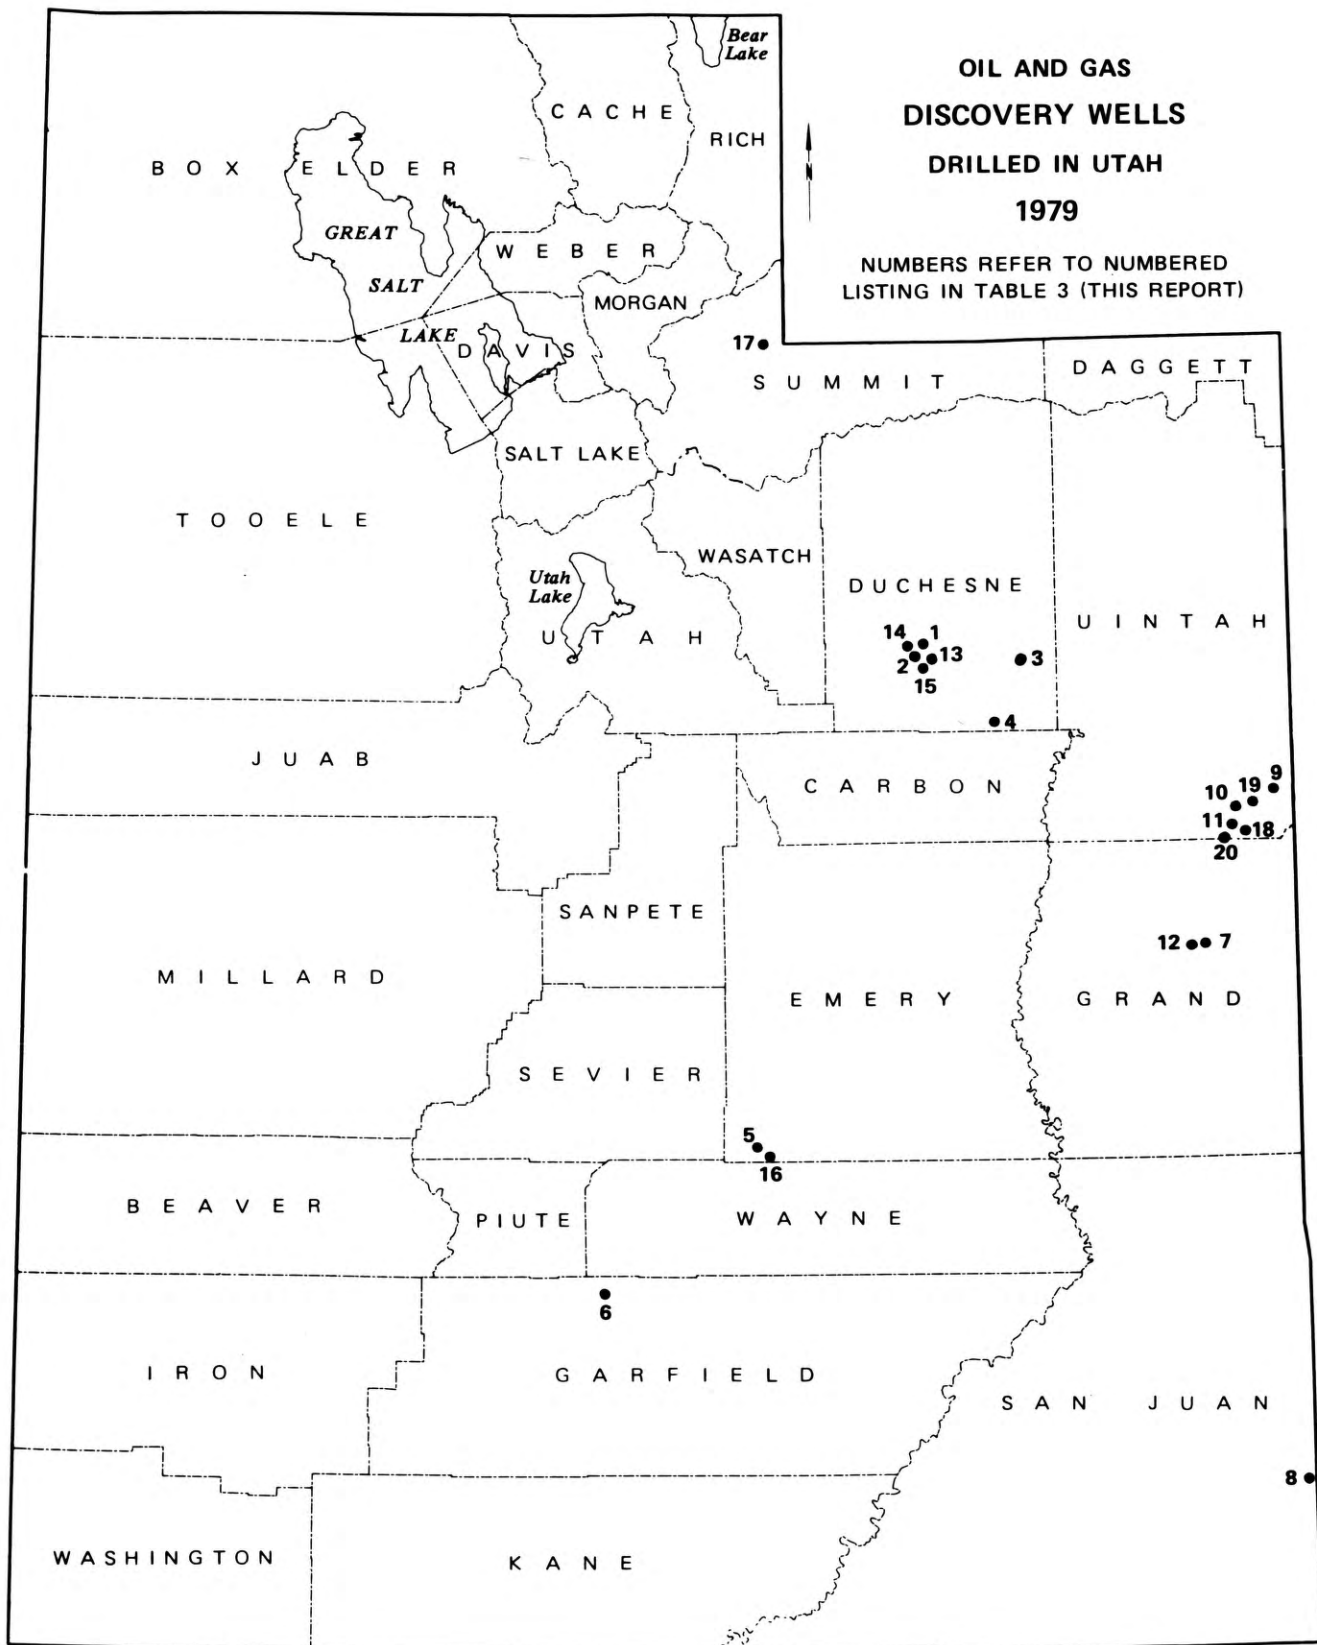 OIL AND GAS
DISCOVERY WELLS
DRILLED IN UTAH
1979
NUMBERS REFER TO NUMBERED
LISTING IN TABLE 3 (THIS REPORT)
N
Bear
Lake
CACHE
RICH
BOX ELDER
GREAT
SALT
LAKE
WEBER
MORGAN
DAVIS
17
SUMMIT
DAGGETT
SALT LAKE
TOOELE
WASATCH
Utah
Lake
UTAH
DUCHESNE
UINTAH
14
1
2
13
15
3
4
JUAB
CARBON
9
10
19
11
18
20
SANPETE
MILLARD
12
7
EMERY
GRAND
SEVIER
5
16
BEAVER
PIUTE
WAYNE
6
IRON
GARFIELD
SAN JUAN
8
WASHINGTON
KANE